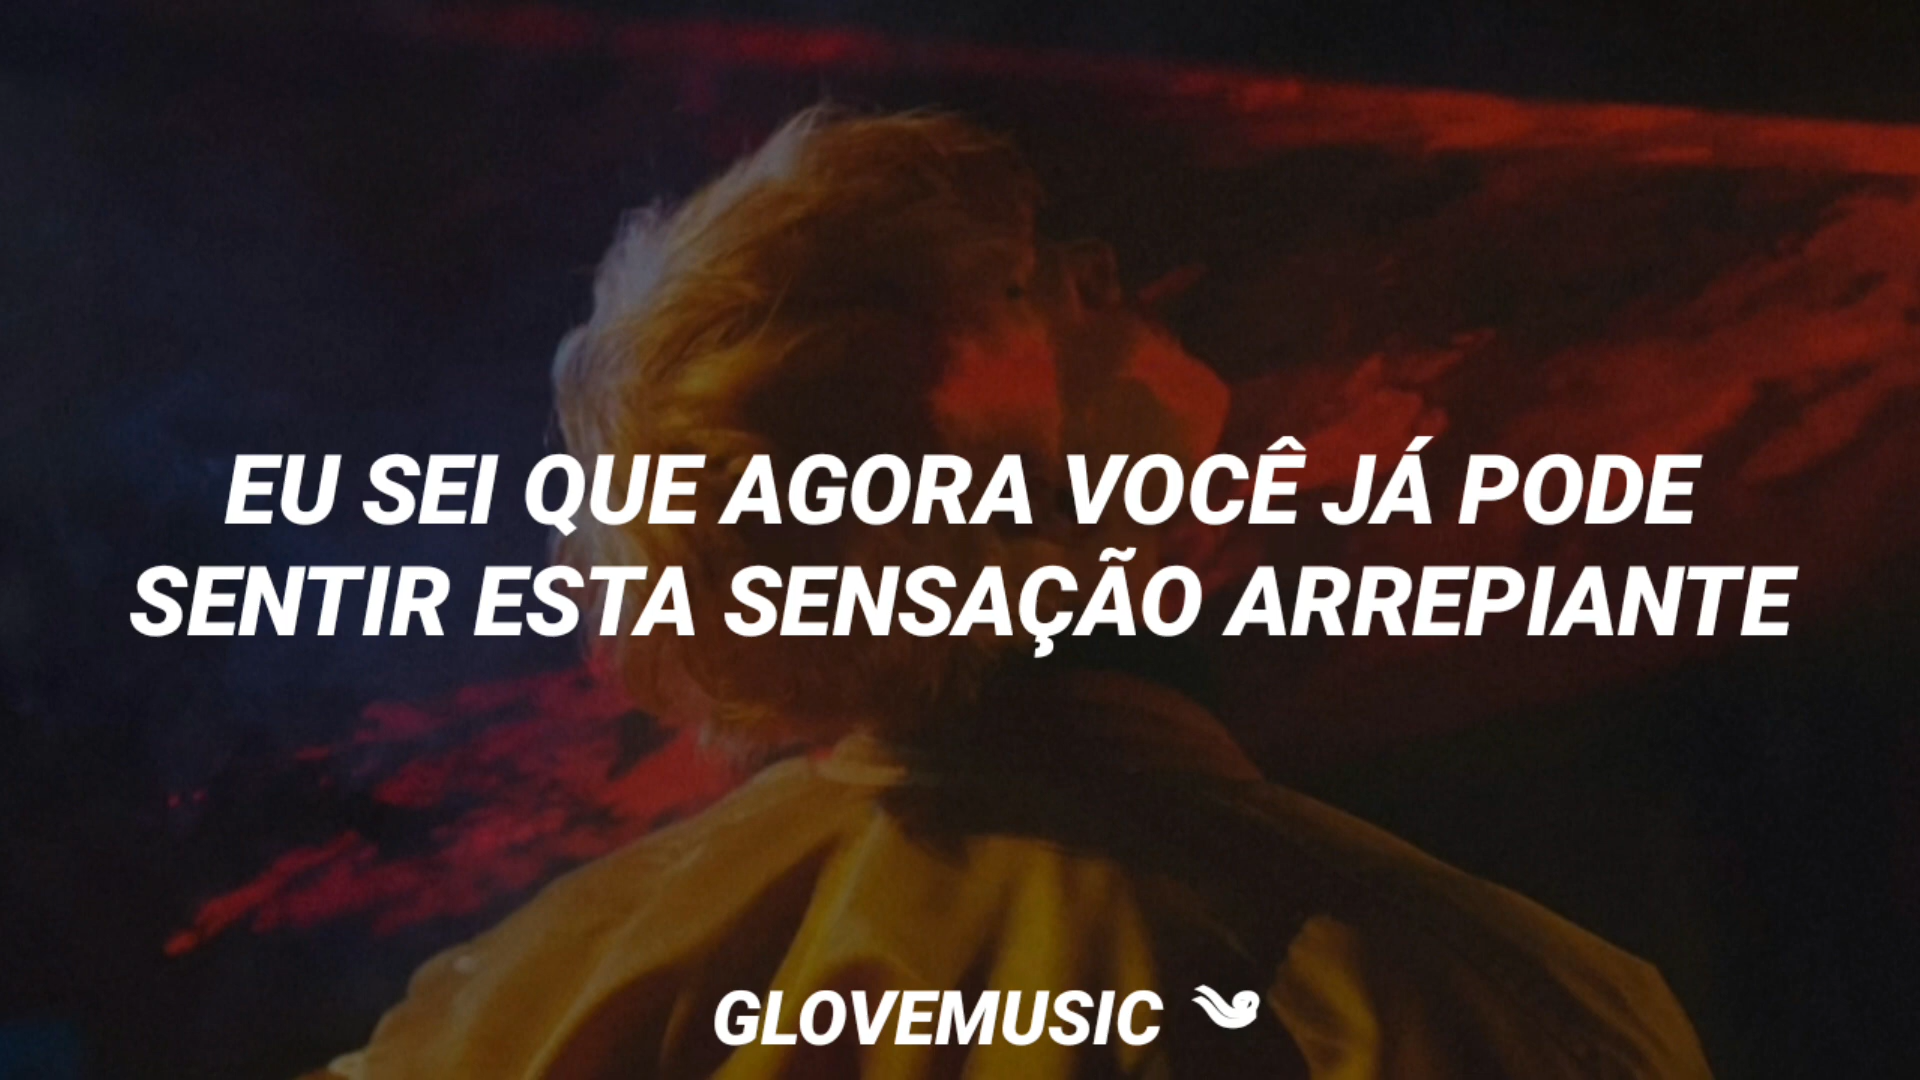 EU SEI QUE AGORA VOCÊ JÁ PODE
SENTIR ESTA SENSAÇÃO ARREPIANTE
GLOVEMUSIC